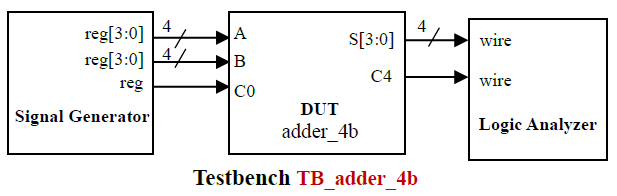 reg[3:0] 4
reg[3:0] 4
reg
Signal Generator
A
B
C0
S[3:0] 4
C4
DUT
adder_4b
wire
wire
Logic Analyzer
Testbench TB_adder_4b